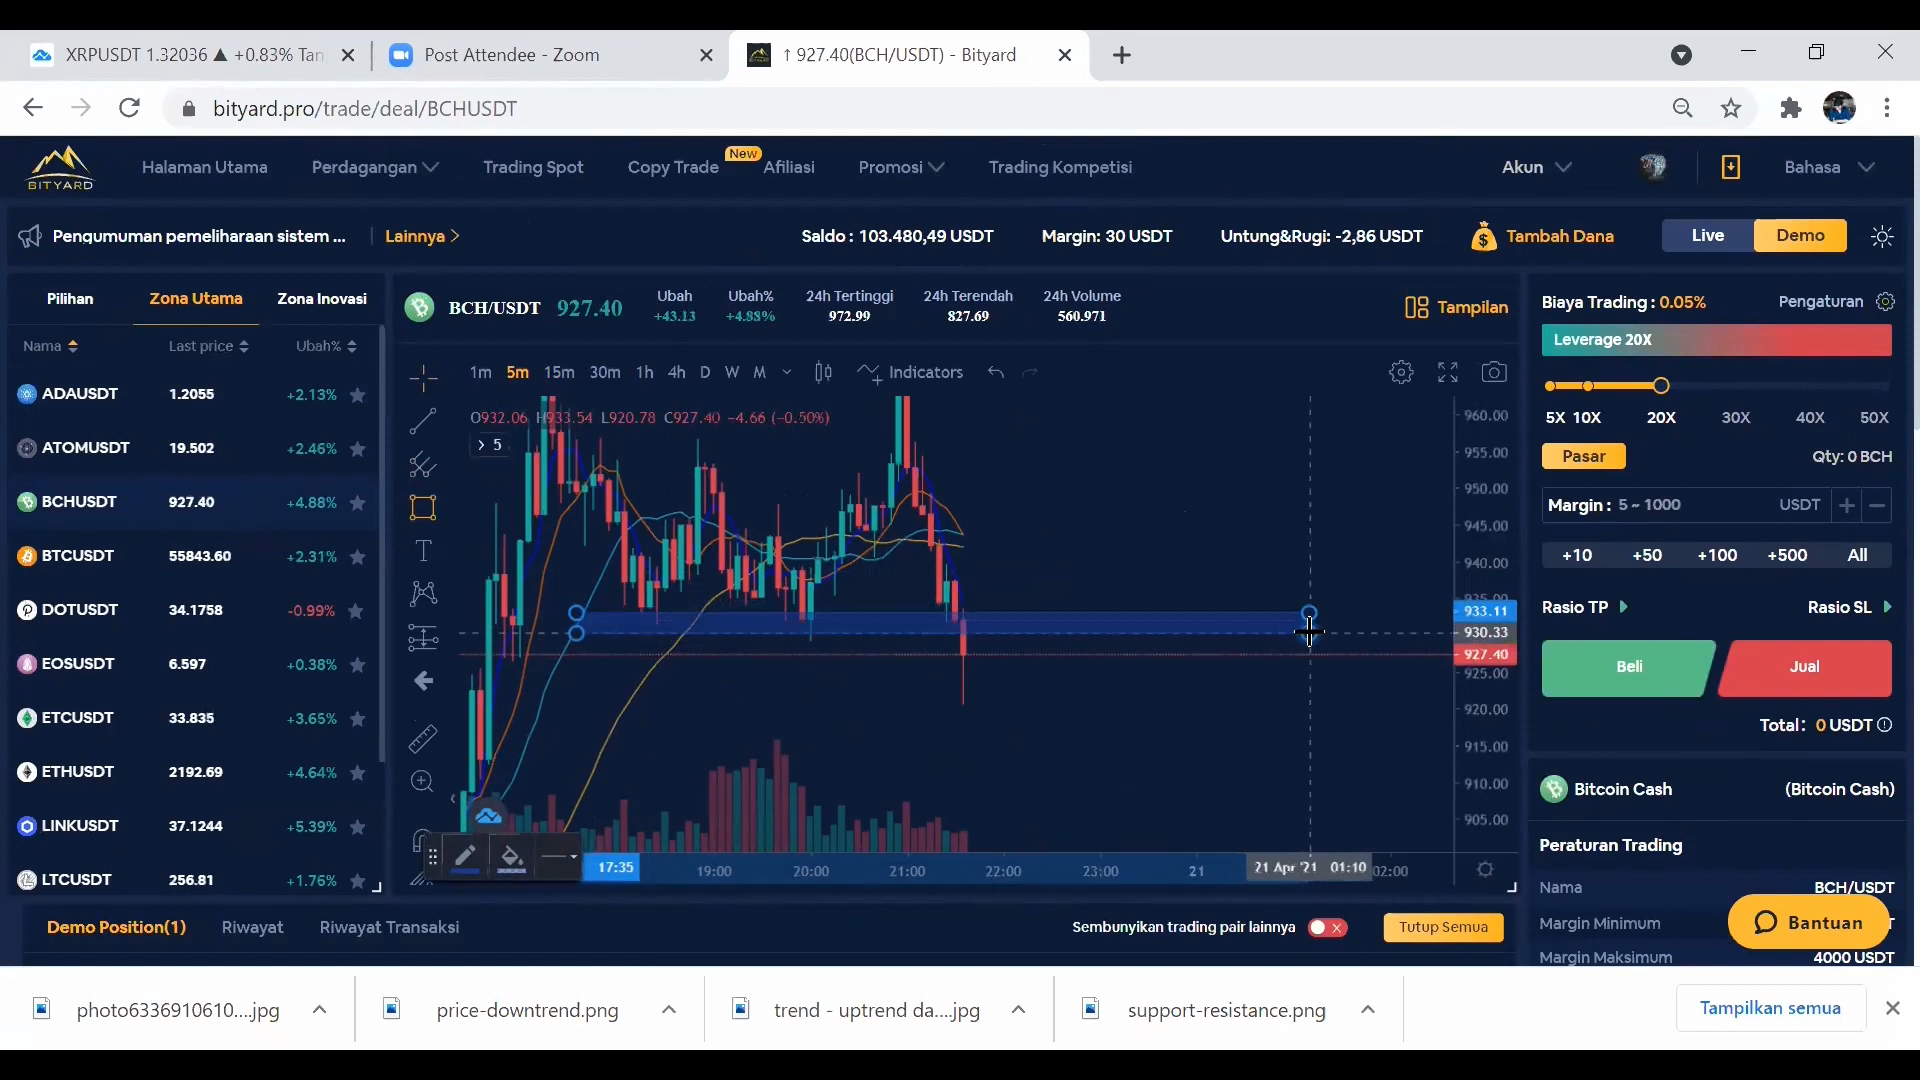 XRPUSDT 1.32036 ▲ +0.83% Tan
Post Attendee - Zoom
↑ 927.40(BCH/USDT) - Bityard
bityard.pro/trade/deal/BCHUSDT
BITYARD
Halaman Utama
Perdagangan
Trading Spot
Copy Trade
New
Afiliasi
Promosi
Trading Kompetisi
Akun
Bahasa
Pengumuman pemeliharaan sistem ...
Lainnya >
Saldo : 103.480,49 USDT
Margin: 30 USDT
Untung&Rugi: -2,86 USDT
Tambah Dana
Live
Demo
Pilihan
Zona Utama
Zona Inovasi
Nama
Last price
Ubah%
ADAUSDT 1.2055 +2.13%
ATOMUSDT 19.502 +2.46%
BCHUSDT 927.40 +4.88%
BTCUSDT 55843.60 +2.31%
DOTUSDT 34.1758 -0.99%
EOSUSDT 6.597 +0.38%
ETCUSDT 33.835 +3.65%
ETHUSDT 2192.69 +4.64%
LINKUSDT 37.1244 +5.39%
LTCUSDT 256.81 +1.76%
BCH/USDT 927.40
Ubah
+43.13
Ubah%
+4.88%
24h Tertinggi
972.99
24h Terendah
827.69
24h Volume
560.971
Tampilan
1m 5m 15m 30m 1h 4h D W M
Indicators
O932.06 H933.54 L920.78 C927.40 -4.66 (-0.50%)
> 5
960.00
955.00
950.00
945.00
940.00
933.11
930.33
927.40
925.00
920.00
915.00
910.00
905.00
17:35
19:00
20:00
21:00
22:00
23:00
21
21 Apr '21 01:10
02:00
Biaya Trading : 0.05%
Pengaturan
Leverage 20X
5X 10X 20X 30X 40X 50X
Pasar
Qty: 0 BCH
Margin : 5 ~ 1000 USDT + −
+10 +50 +100 +500 All
Rasio TP
Rasio SL
Beli
Jual
Total: 0 USDT
Bitcoin Cash
(Bitcoin Cash)
Peraturan Trading
Nama
BCH/USDT
Margin Minimum
Margin Maksimum
4000 USDT
Bantuan
Demo Position(1)
Riwayat
Riwayat Transaksi
Sembunyikan trading pair lainnya
Tutup Semua
photo6336910610....jpg
price-downtrend.png
trend - uptrend da....jpg
support-resistance.png
Tampilkan semua